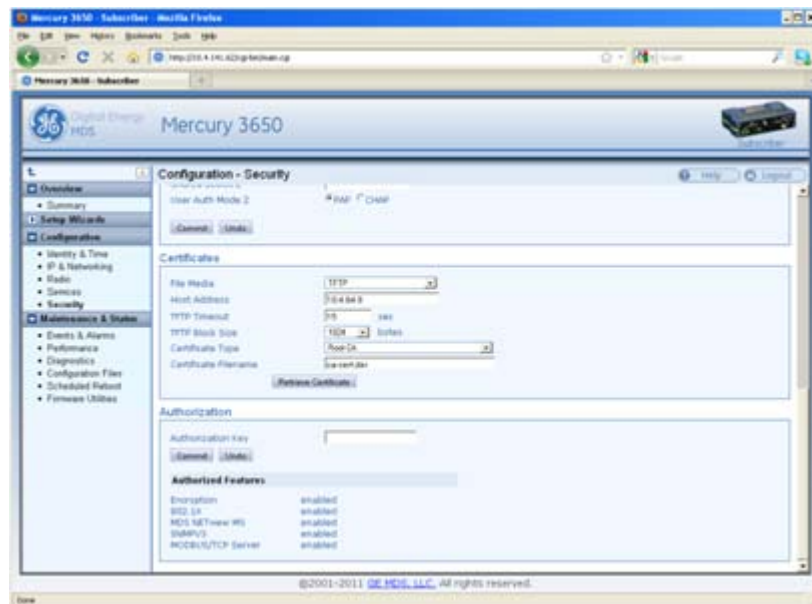 Mercury 3650 - Subscriber - Mozilla Firefox
File Edit View History Bookmarks Tools Help
Mercury 3650 - Subscriber
GE
Digital Energy
MDS
Mercury 3650
Subscriber
Configuration - Security
Help
Logout
Overview
Summary
Setup Wizards
Configuration
Identity & Time
IP & Networking
Radio
Services
Security
Maintenance & Status
Events & Alarms
Performance
Diagnostics
Configuration Files
Scheduled Reboot
Firmware Utilities
User Auth Mode 2 PAP CHAP
Commit Undo
Certificates
File Media TFTP
Host Address
TFTP Timeout 15 sec
TFTP Block Size 1024 bytes
Certificate Type Root CA
Certificate Filename
Retrieve Certificate
Authorization
Authorization Key
Commit Undo
Authorized Features
Encryption enabled
802.1X enabled
MDS NETview MS enabled
SNMPV3 enabled
MODBUS/TCP Server enabled
©2001-2011 GE MDS, LLC. All rights reserved.
Done